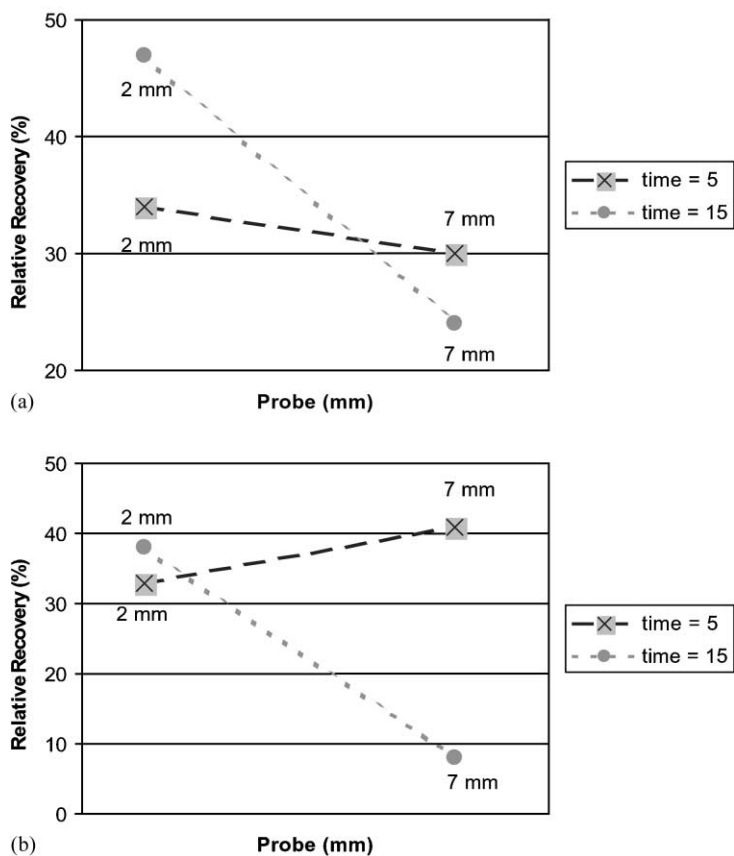 50
2 mm
40
7 mm
time = 5
time = 15
30
2 mm
7 mm
20
Relative Recovery (%)
(a)
Probe (mm)
50
7 mm
2 mm
40
30
2 mm
time = 5
time = 15
20
10
7 mm
0
Relative Recovery (%)
(b)
Probe (mm)